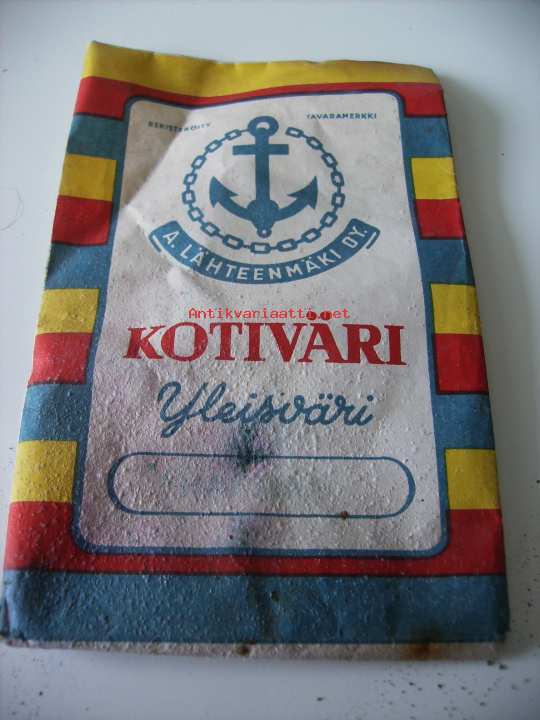 REKISTERÖITY TAVARAMERKKI
A. LÄHTEENMÄKI OY.
Antikvariaatti.net
KOTIVÄRI
Yleisväri